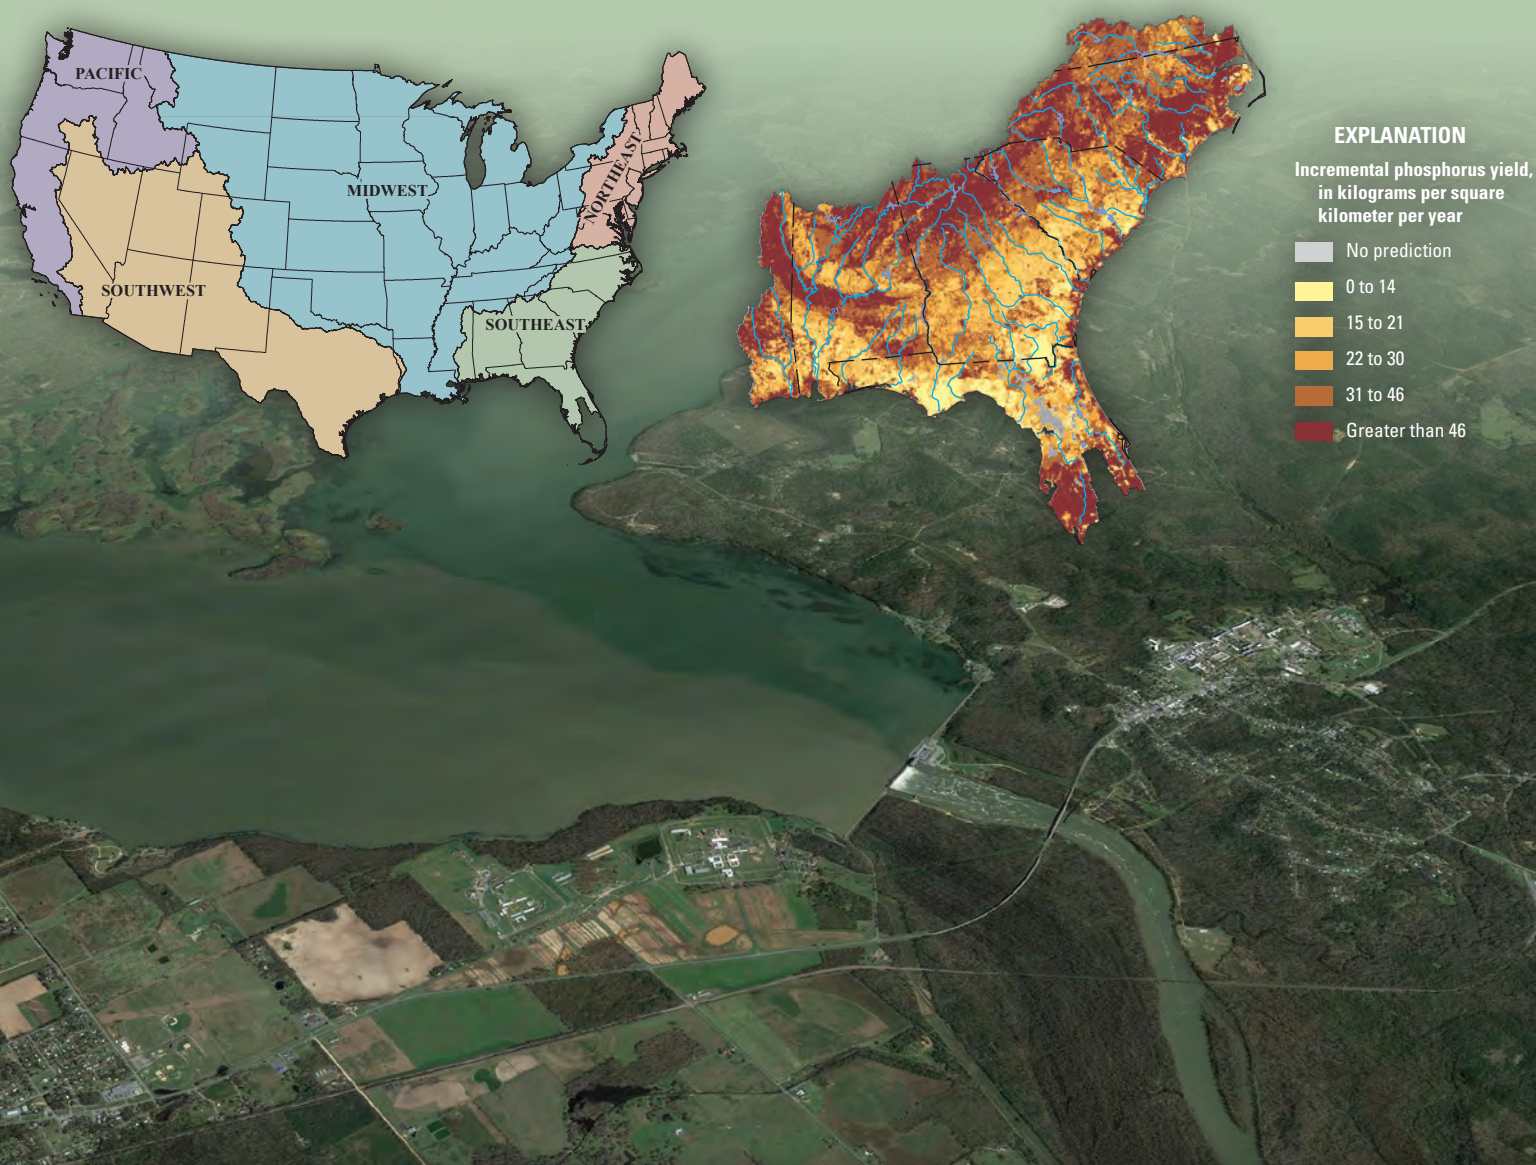 PACIFIC
MIDWEST
NORTHEAST
SOUTHWEST
SOUTHEAST
EXPLANATION
Incremental phosphorus yield,
in kilograms per square
kilometer per year
No prediction
0 to 14
15 to 21
22 to 30
31 to 46
Greater than 46